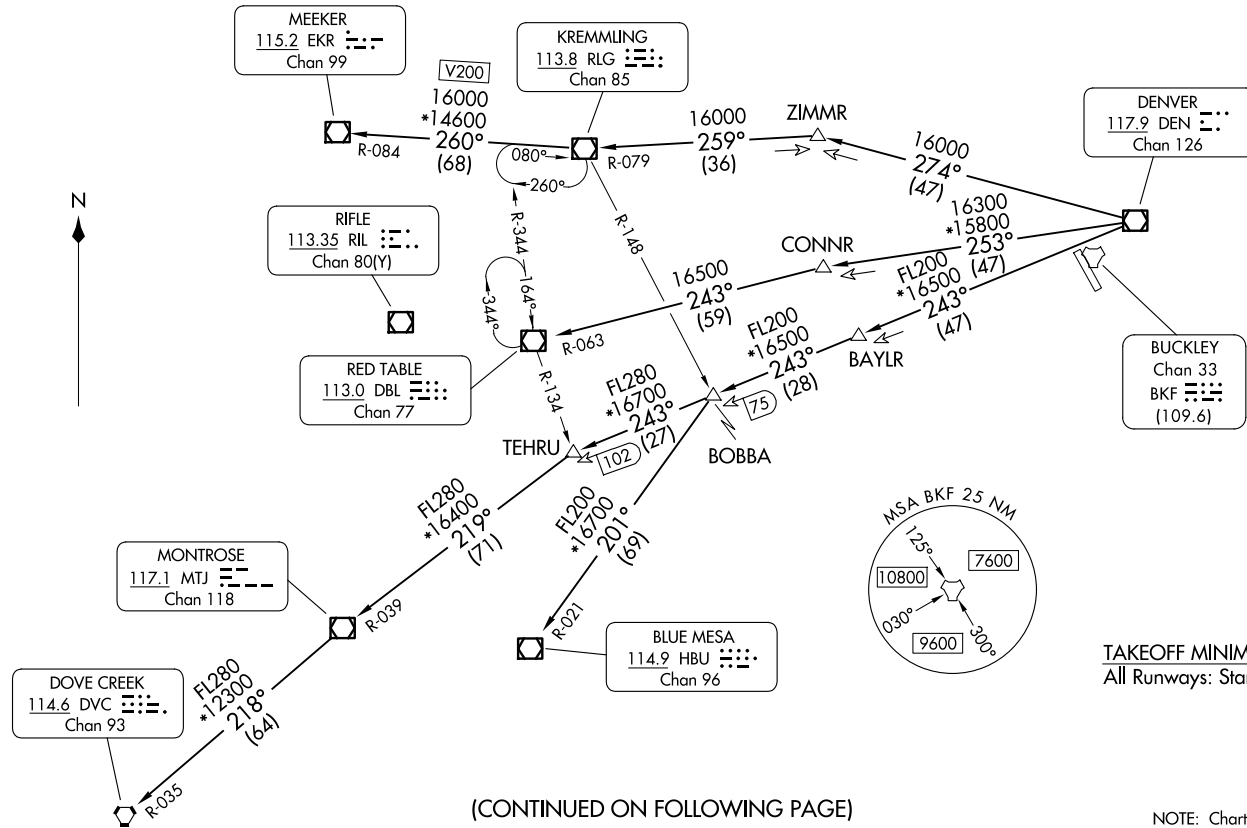 MEEKER
115.2 EKR
Chan 99
KREMMLING
113.8 RLG
Chan 85
V200
16000
*14600
260°
(68)
R-084
080°
260°
R-079
16000
259°
(36)
ZIMMR
16000
274°
(47)
DENVER
117.9 DEN
Chan 126
N
RIFLE
113.35 RIL
Chan 80(Y)
R-344
164°
344°
R-148
16500
243°
(59)
R-063
CONNR
16300
*15800
253°
(47)
FL200
*16500
243°
(47)
BAYLR
BUCKLEY
Chan 33
BKF
(109.6)
RED TABLE
113.0 DBL
Chan 77
R-134
FL200
*16500
243°
(28)
75
BOBBA
FL280
*16700
243°
(27)
102
TEHRU
FL280
*16400
219°
(71)
R-039
FL200
*16700
201°
(69)
R-021
MONTROSE
117.1 MTJ
Chan 118
BLUE MESA
114.9 HBU
Chan 96
MSA BKF 25 NM
125°
7600
10800
030°
300°
9600
TAKEOFF MINIM
All Runways: Sta
DOVE CREEK
114.6 DVC
Chan 93
FL280
*12300
218°
(64)
R-035
(CONTINUED ON FOLLOWING PAGE)
NOTE: Chart